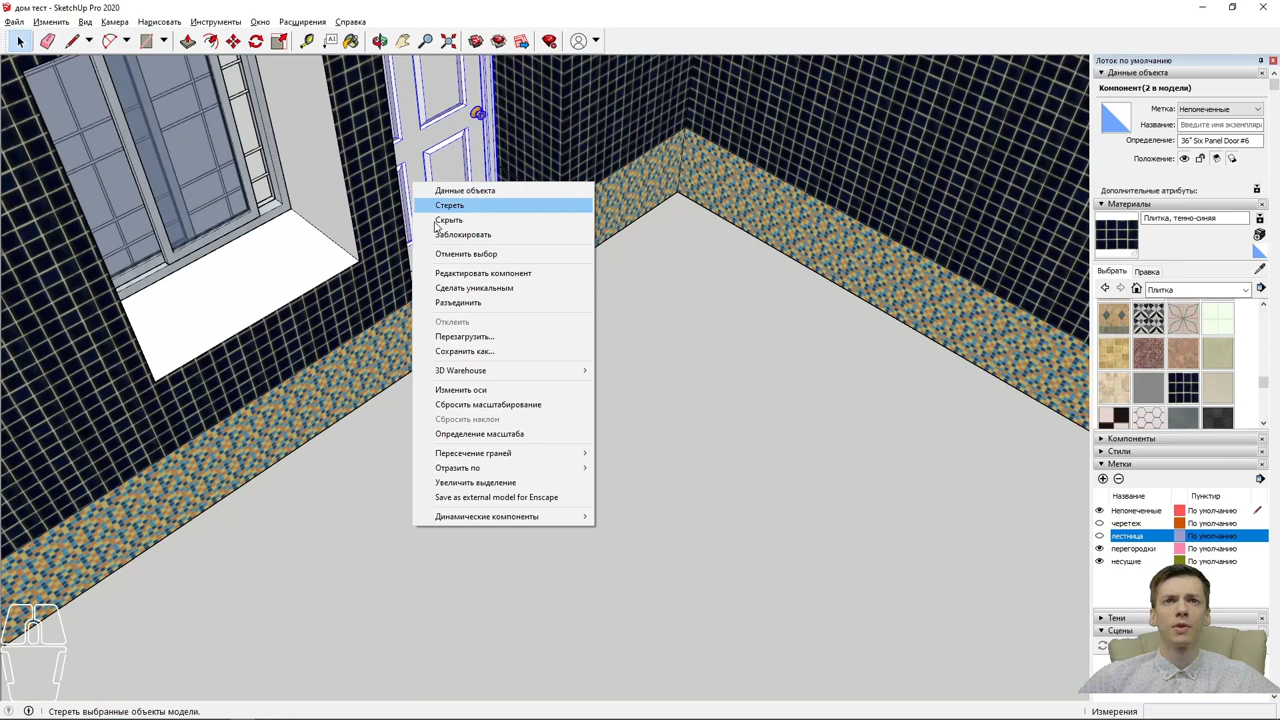 дом тест - SketchUp Pro 2020
Файл Изменить Вид Камера Нарисовать Инструменты Окно Расширения Справка
Данные объекта
Стереть
Скрыть
Заблокировать
Отменить выбор
Редактировать компонент
Сделать уникальным
Разъединить
Отклеить
Перезагрузить...
Сохранить как...
3D Warehouse
Изменить оси
Сбросить масштабирование
Сбросить наклон
Определение масштаба
Пересечение граней
Отразить по
Увеличить выделение
Save as external model for Enscape
Динамические компоненты
Лоток по умолчанию
Данные объекта
Компонент(2 в модели)
Метка: Непомеченные
Название: Введите имя экземпляр
Определение: 36" Six Panel Door#6
Положение:
Дополнительные атрибуты:
Материалы
Плитка, темно-синяя
Выбрать Правка
Плитка
Компоненты
Стили
Метки
Название Пунктир
Непомеченные По умолчанию
черетеж По умолчанию
лестница По умолчанию
перегородки По умолчанию
несущие По умолчанию
Тени
Сцены
Стереть выбранные объекты модели.
Измерения